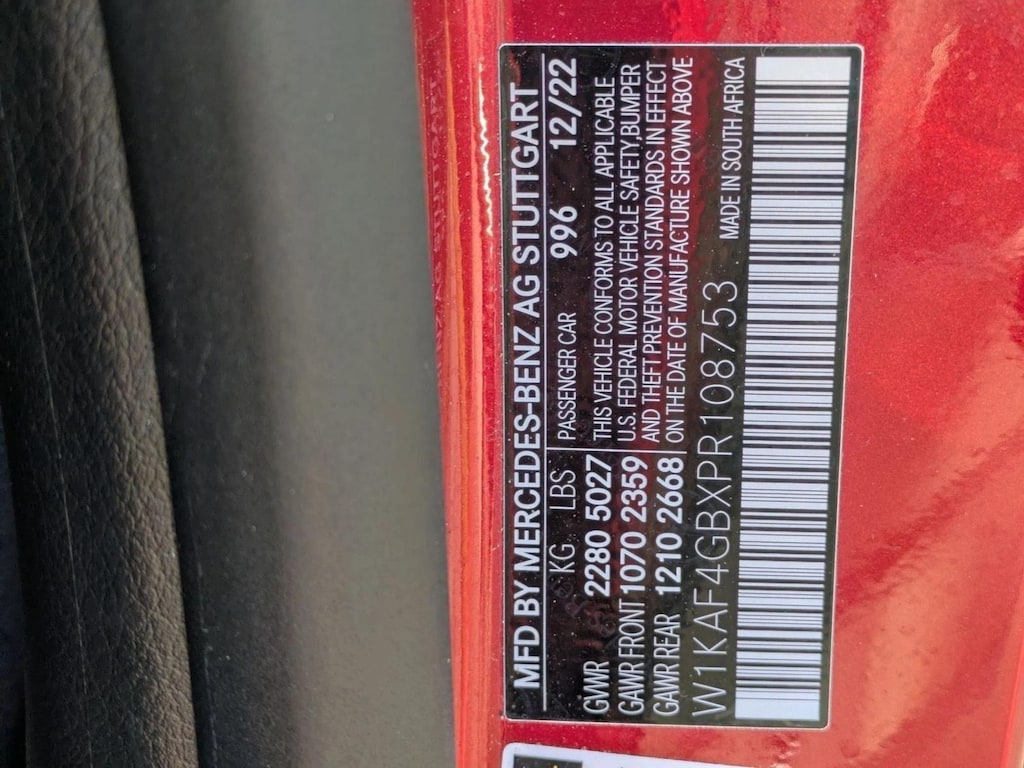 MFD BY MERCEDES-BENZ AG STUTTGART
KG LBS PASSENGER CAR 996 12/22
GVWR 2280 5027 THIS VEHICLE CONFORMS TO ALL APPLICABLE
GAWR FRONT 1070 2359 U.S. FEDERAL MOTOR VEHICLE SAFETY,BUMPER
GAWR REAR 1210 2668 AND THEFT PREVENTION STANDARDS IN EFFECT
ON THE DATE OF MANUFACTURE SHOWN ABOVE
W1KAF4GBXPR108753 MADE IN SOUTH AFRICA